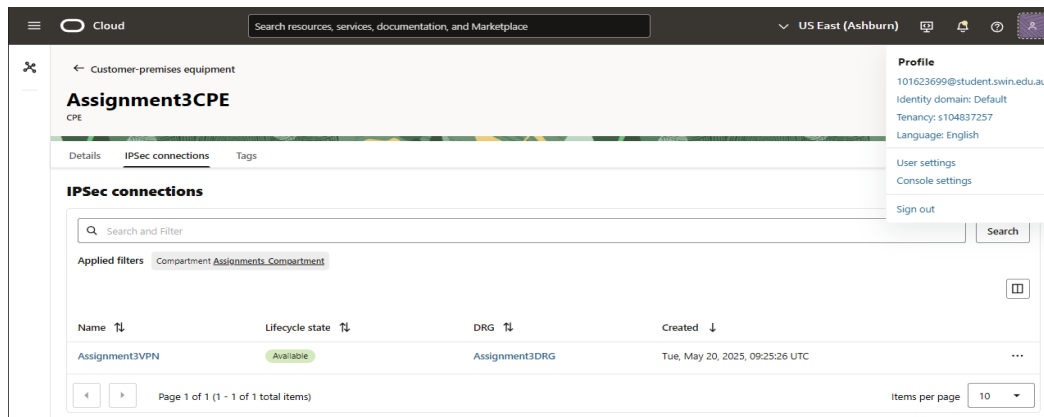 Cloud
Search resources, services, documentation, and Marketplace
US East (Ashburn)
Profile
101623699@student.swin.edu.au
Identity domain: Default
Tenancy: s104837257
Language: English
User settings
Console settings
Sign out
← Customer-premises equipment
Assignment3CPE
CPE
Details IPSec connections Tags
IPSec connections
Search and Filter
Search
Applied filters Compartment Assignments_Compartment
Name Lifecycle state DRG Created ↓
Assignment3VPN Available Assignment3DRG Tue, May 20, 2025, 09:25:26 UTC
Page 1 of 1 (1 - 1 of 1 total items) Items per page 10